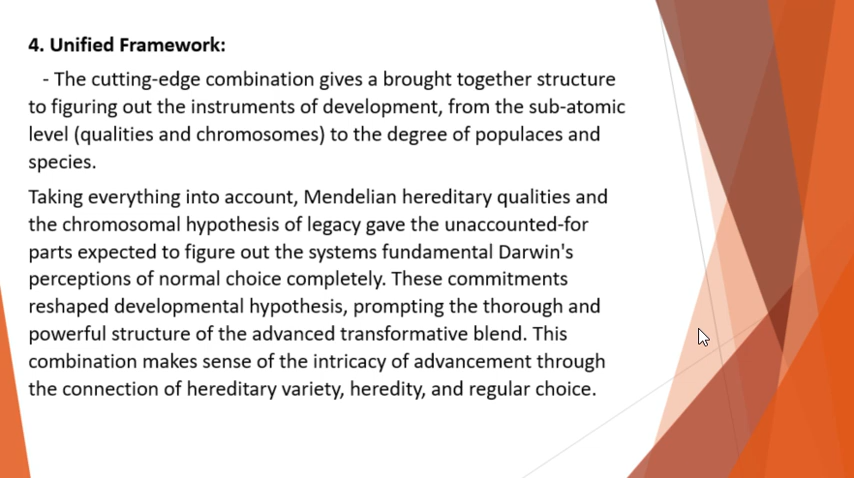 4. Unified Framework:
- The cutting-edge combination gives a brought together structure
to figuring out the instruments of development, from the sub-atomic
level (qualities and chromosomes) to the degree of populaces and
species.
Taking everything into account, Mendelian hereditary qualities and
the chromosomal hypothesis of legacy gave the unaccounted-for
parts expected to figure out the systems fundamental Darwin's
perceptions of normal choice completely. These commitments
reshaped developmental hypothesis, prompting the thorough and
powerful structure of the advanced transformative blend. This
combination makes sense of the intricacy of advancement through
the connection of hereditary variety, heredity, and regular choice.